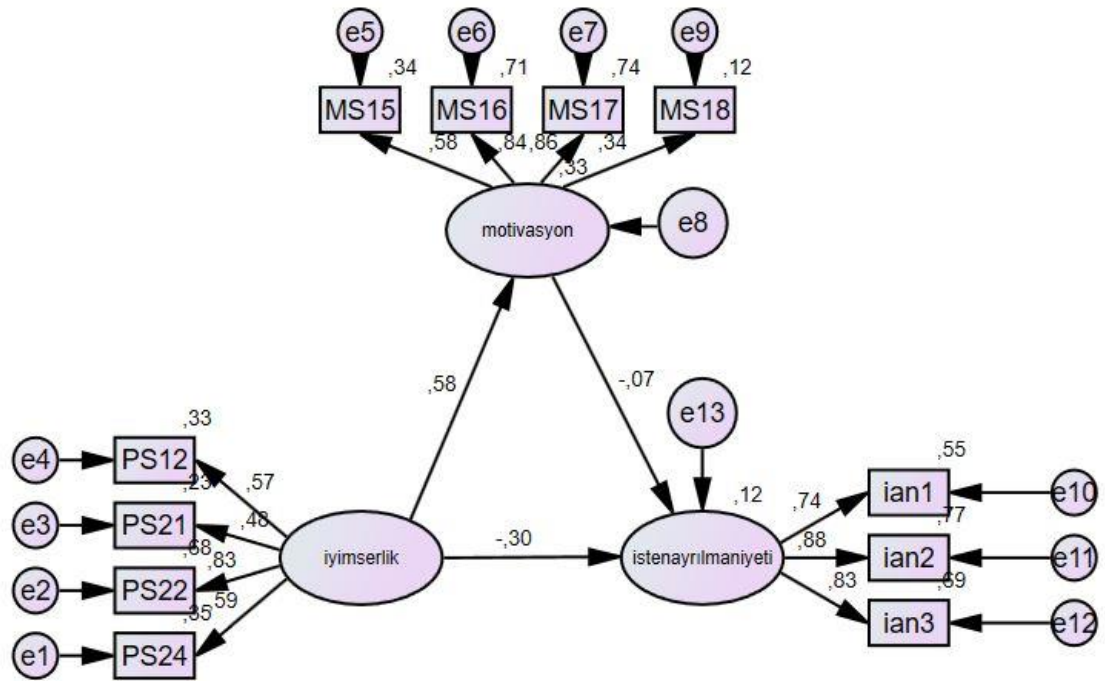 e5 e6 e7 e9
,34 ,71 ,74 ,12
MS15 MS16 MS17 MS18
,58 ,84 ,86 ,34
,33
motivasyon
e8
,58
-,07
e13
,33
e4
PS12
,57
,23
e3
PS21
,48
,68
e2
PS22
,83
,35
e1
PS24
,59
iyimserlik
-,30
,12
istenayrılmaniyeti
,74
,55
ian1
e10
,88
,77
ian2
e11
,83
,69
ian3
e12